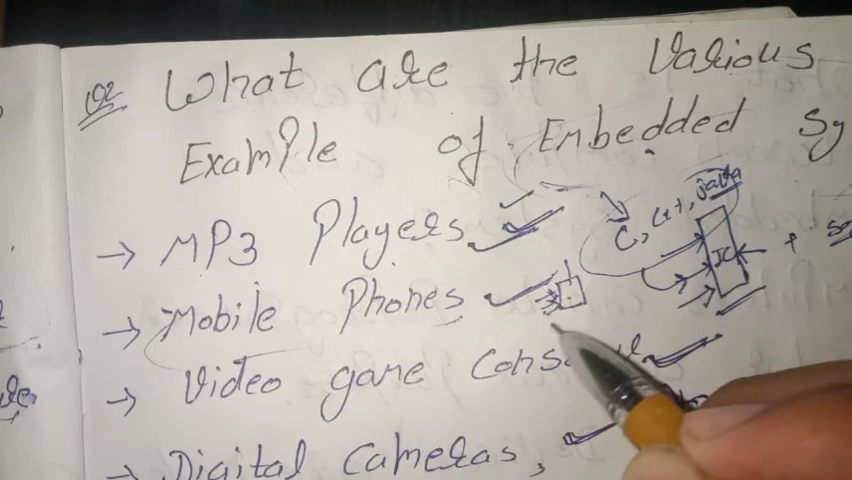 Q2 What are the Various
Example of Embedded Sy
→ MP3 Players
C, C++, Java
IC +
→ Mobile Phones
→ Video game Cons
→ Digital Cameras,